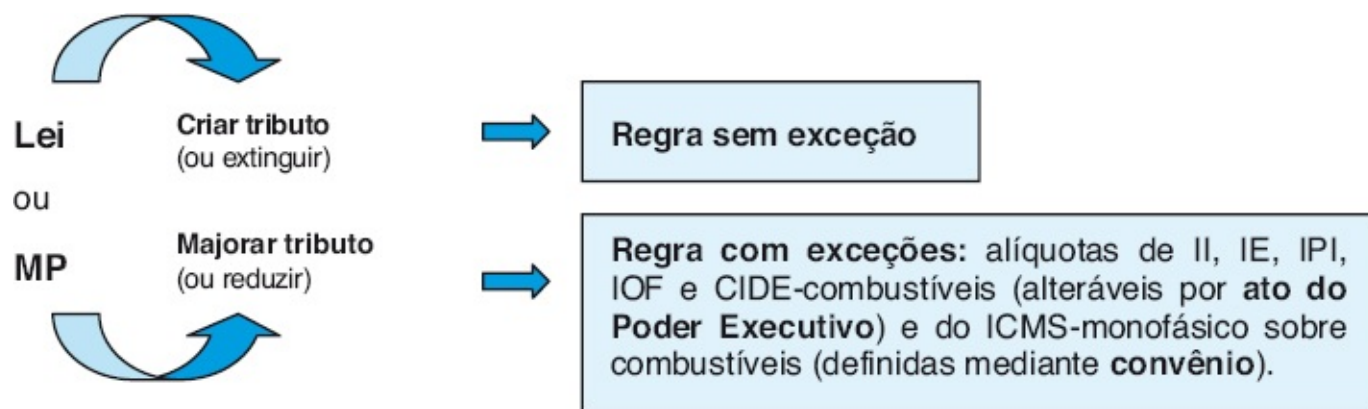 Lei
ou
MP
Criar tributo
(ou extinguir)
Regra sem exceção
Majorar tributo
(ou reduzir)
Regra com exceções: alíquotas de II, IE, IPI,
IOF e CIDE-combustíveis (alteráveis por ato do
Poder Executivo) e do ICMS-monofásico sobre
combustíveis (definidas mediante convênio).